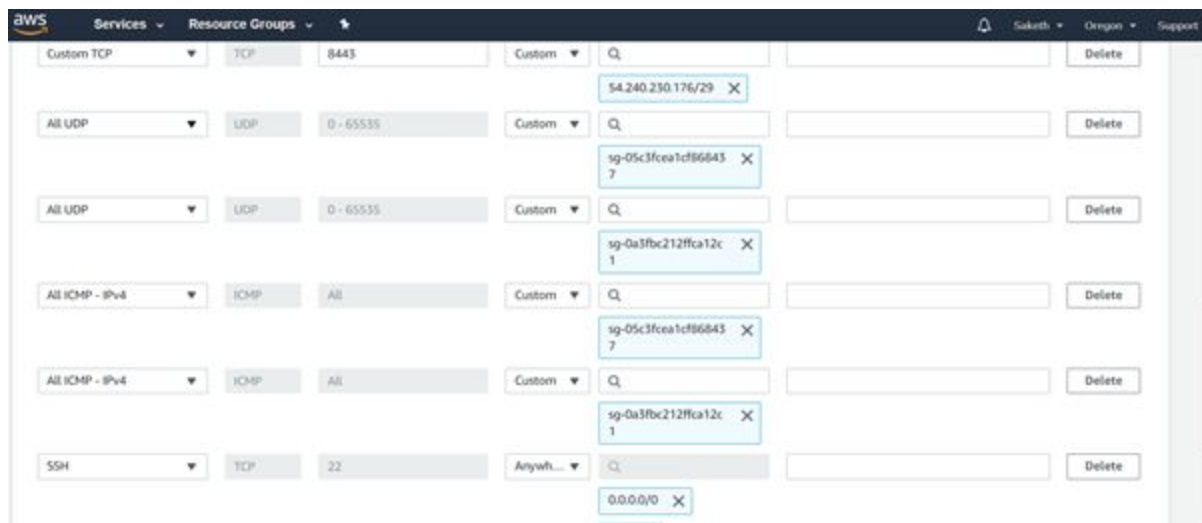 aws Services Resource Groups Saketh Oregon Support
Custom TCP TCP 8443 Custom Delete
54.240.230.176/29
All UDP UDP 0 - 65535 Custom Delete
sg-05c3fcea1cf86843
7
All UDP UDP 0 - 65535 Custom Delete
sg-0a3fbc212ffca12c
1
All ICMP - IPv4 ICMP All Custom Delete
sg-05c3fcea1cf86843
7
All ICMP - IPv4 ICMP All Custom Delete
sg-0a3fbc212ffca12c
1
SSH TCP 22 Anywh... Delete
0.0.0.0/0